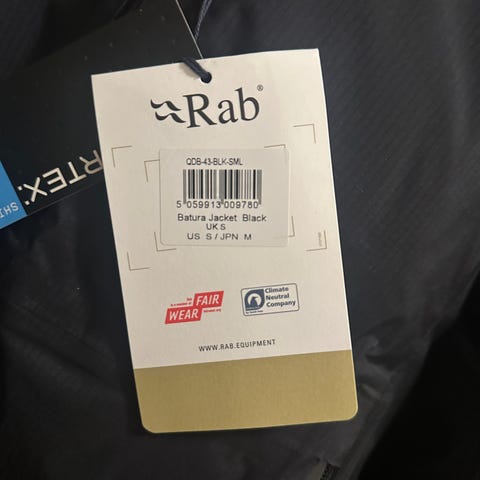 RTEX
SHI
Rab®
QDB-43-BLK-SML
5 059913 009780
Batura Jacket Black
UK S
US S / JPN M
FAIR
WEAR
Climate
Neutral
Company
WWW.RAB.EQUIPMENT